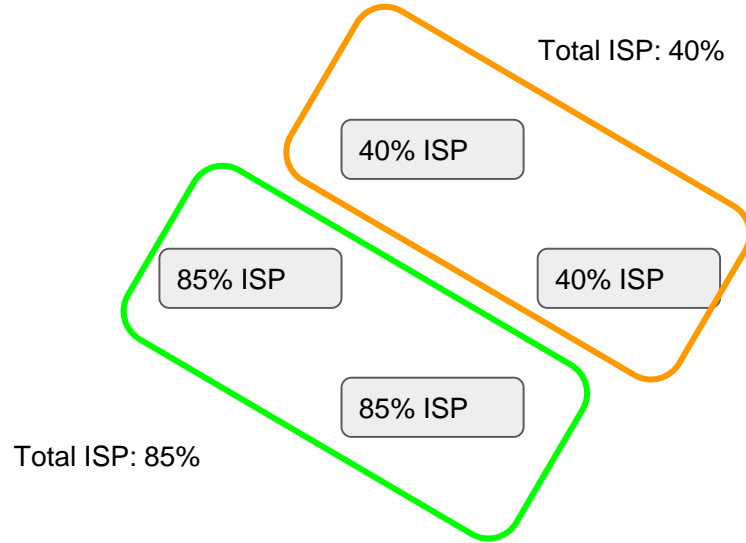 Total ISP: 40%
40% ISP
85% ISP
40% ISP
85% ISP
Total ISP: 85%